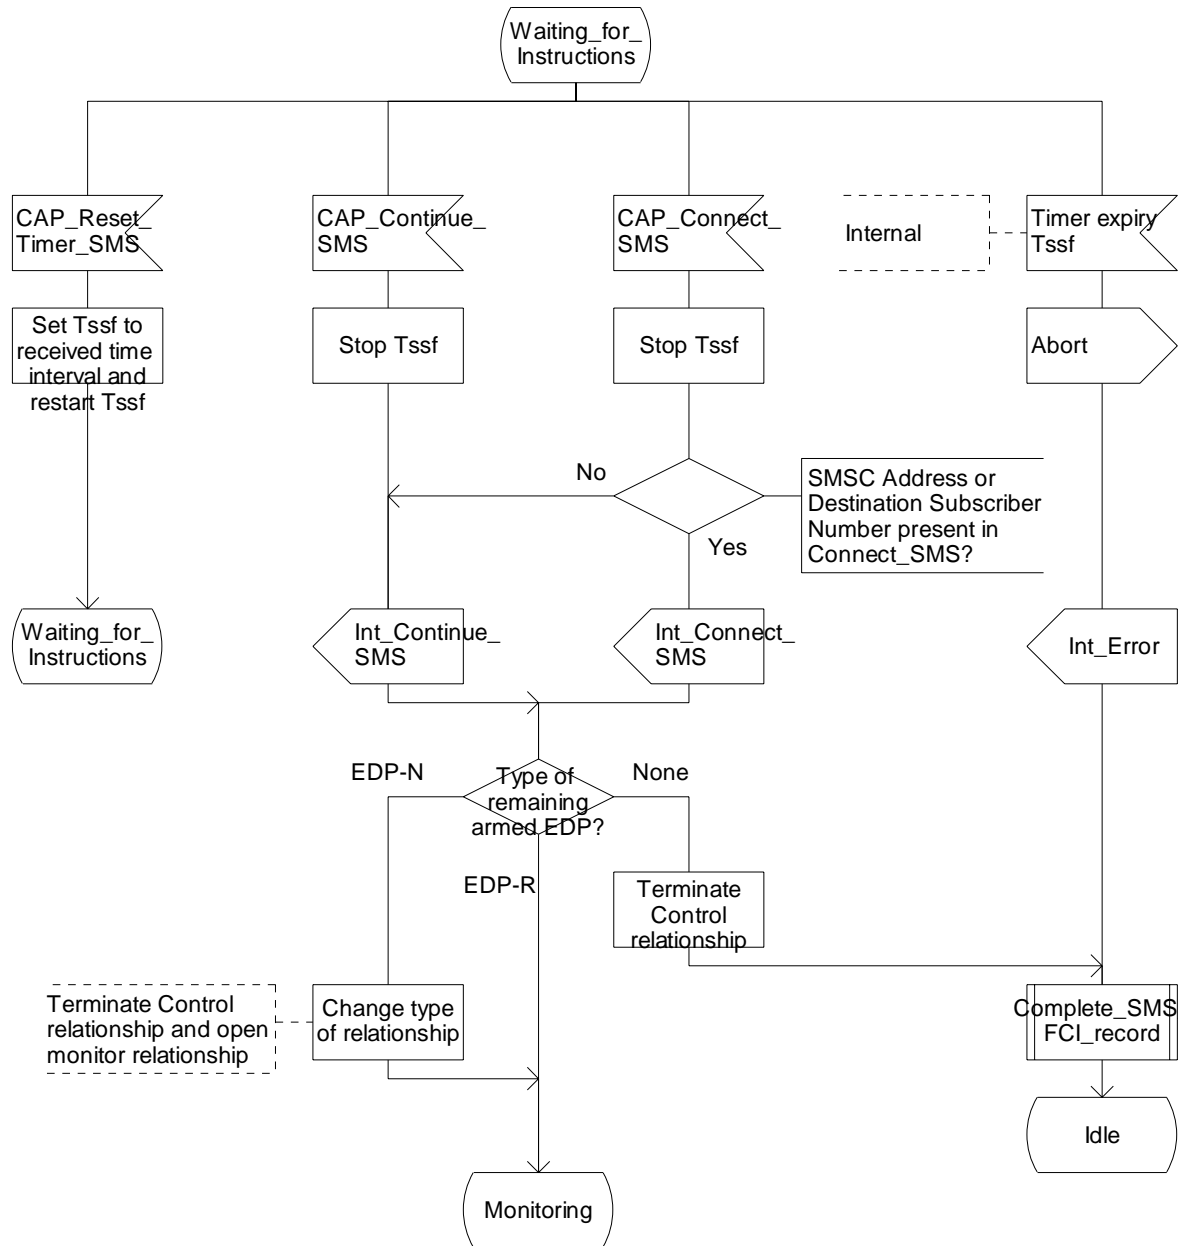 Waiting_for_
Instructions
CAP_Reset_
Timer_SMS
CAP_Continue_
SMS
CAP_Connect_
SMS
Internal
Timer expiry
Tssf
Set Tssf to
received time
interval and
restart Tssf
Stop Tssf
Stop Tssf
Abort
No
SMSC Address or
Destination Subscriber
Number present in
Connect_SMS?
Yes
Waiting_for_
Instructions
Int_Continue_
SMS
Int_Connect_
SMS
Int_Error
EDP-N
Type of
remaining
armed EDP?
None
EDP-R
Terminate
Control
relationship
Terminate Control
relationship and open
monitor relationship
Change type
of relationship
Complete_SMS
FCI_record
Idle
Monitoring